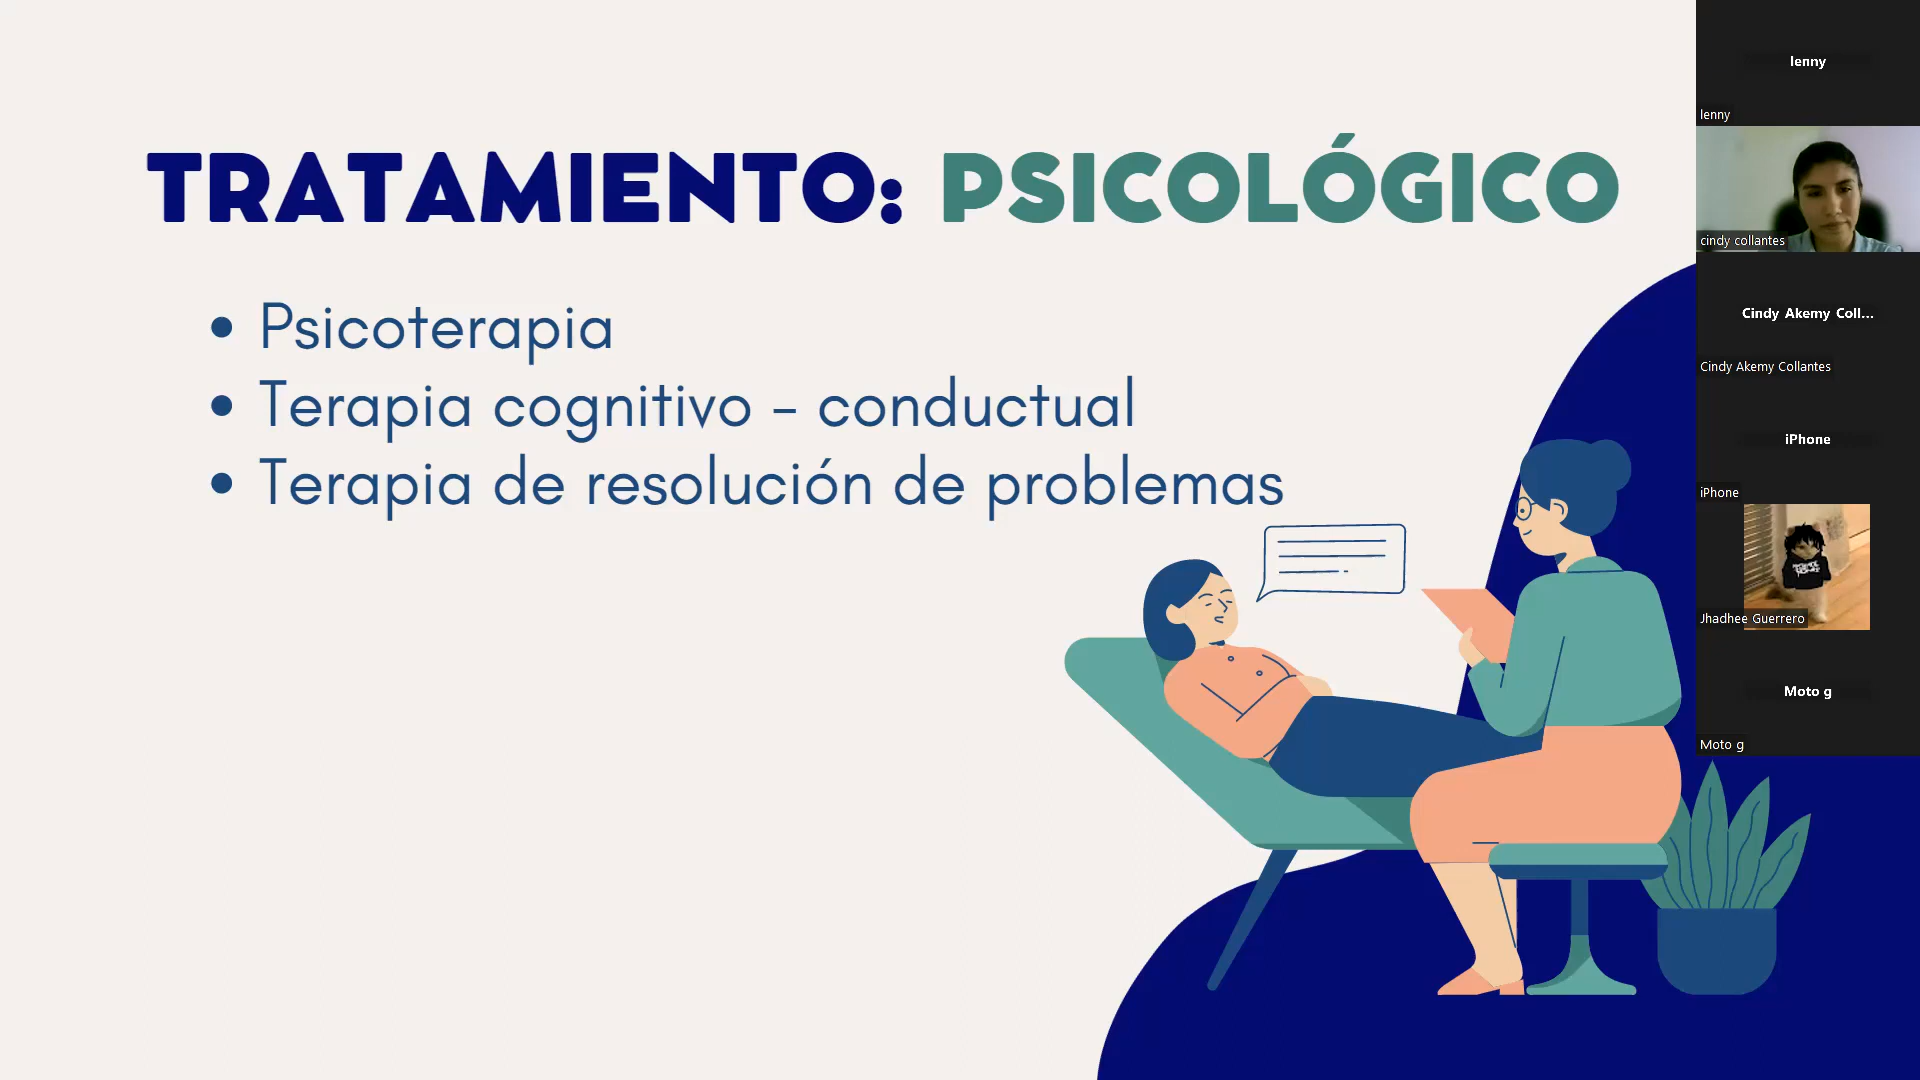 TRATAMIENTO: PSICOLÓGICO
• Psicoterapia
• Terapia cognitivo - conductual
• Terapia de resolución de problemas
lenny
lenny
cindy collantes
Cindy Akemy Coll...
Cindy Akemy Collantes
iPhone
iPhone
Jhadhee Guerrero
Moto g
Moto g